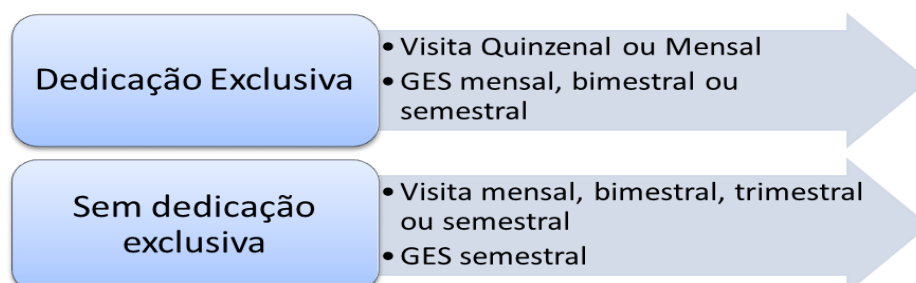 Dedicação Exclusiva
• Visita Quinzenal ou Mensal
• GES mensal, bimestral ou
semestral
Sem dedicação
exclusiva
• Visita mensal, bimestral, trimestral
ou semestral
• GES semestral